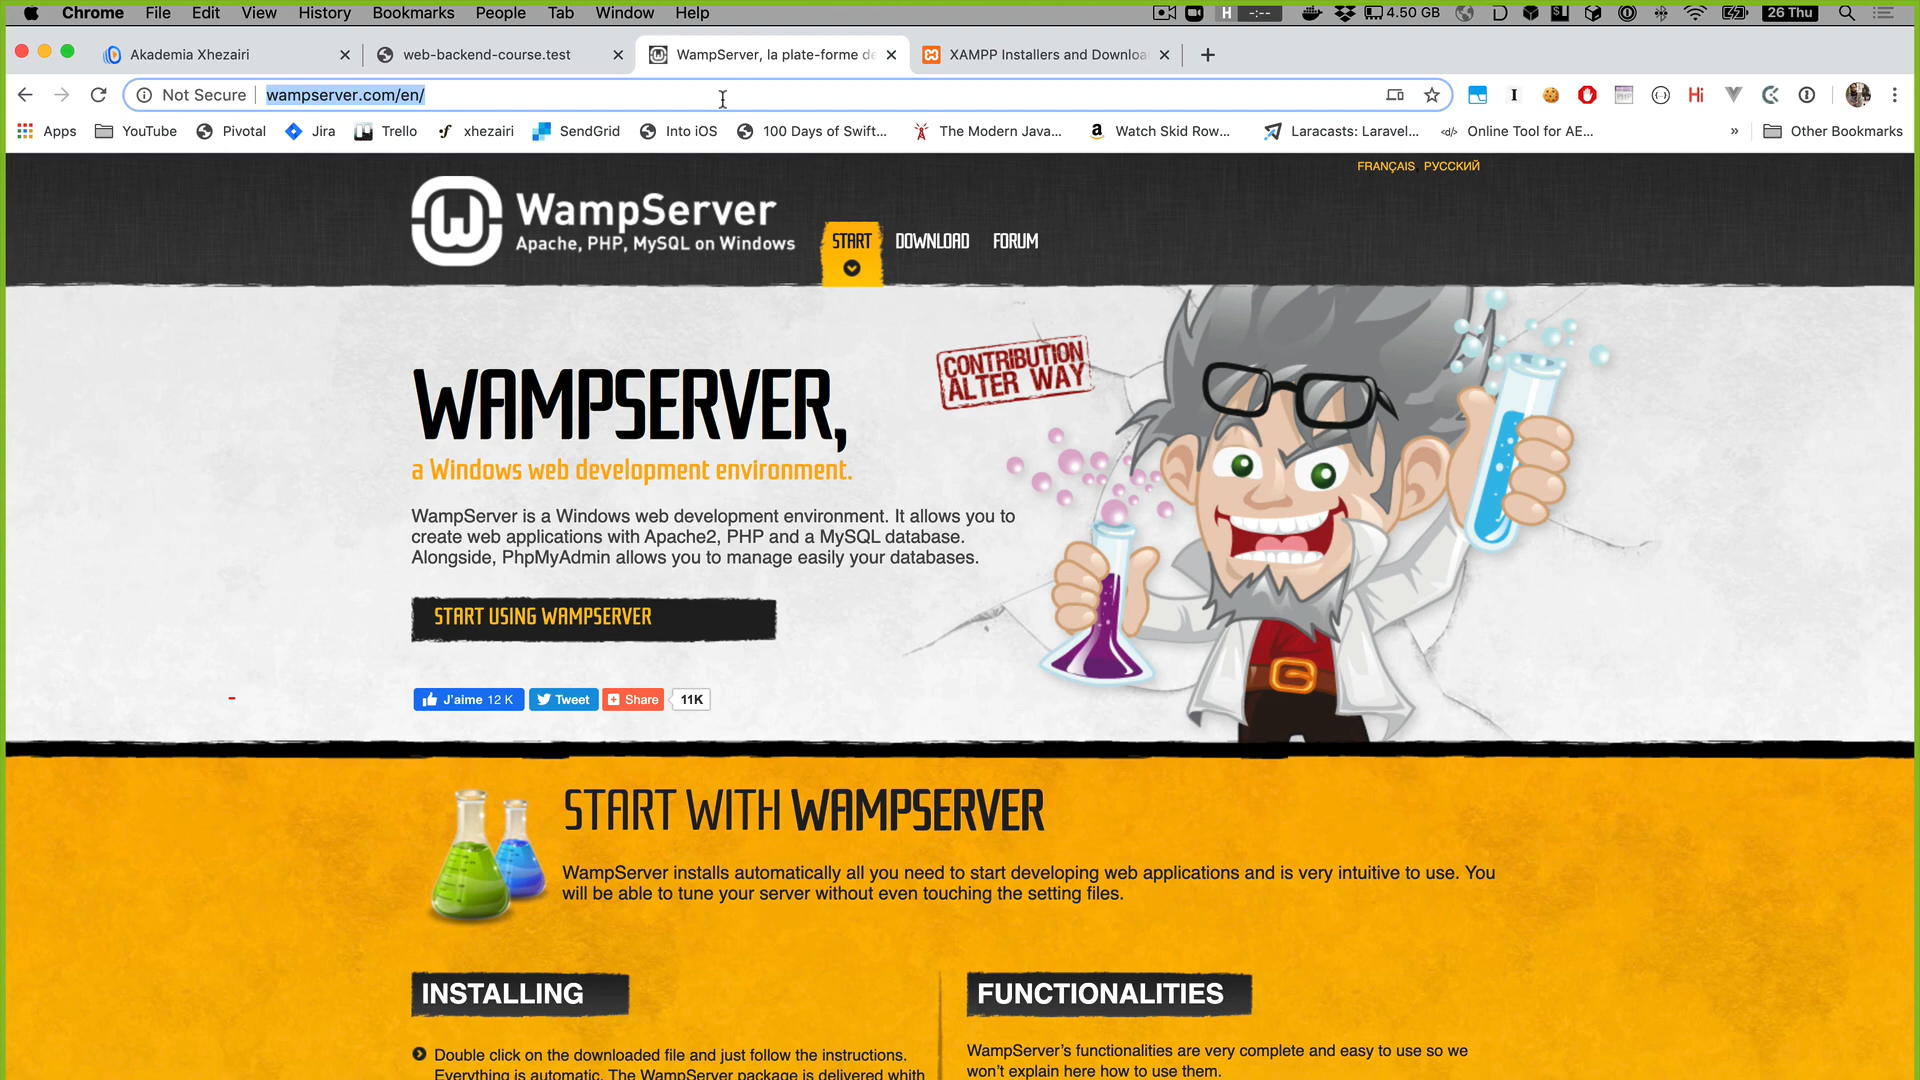 Chrome File Edit View History Bookmarks People Tab Window Help
H -:-- 4.50 GB 26 Thu
Akademia Xhezairi
web-backend-course.test
WampServer, la plate-forme de
XAMPP Installers and Downloa
Not Secure wampserver.com/en/
Apps YouTube Pivotal Jira Trello xhezairi SendGrid Into iOS 100 Days of Swift... The Modern Java... Watch Skid Row... Laracasts: Laravel... Online Tool for AE... » Other Bookmarks
FRANÇAIS РУССКИЙ
WampServer
Apache, PHP, MySQL on Windows
START DOWNLOAD FORUM
CONTRIBUTION
ALTER WAY
WAMPSERVER,
a Windows web development environment.
WampServer is a Windows web development environment. It allows you to
create web applications with Apache2, PHP and a MySQL database.
Alongside, PhpMyAdmin allows you to manage easily your databases.
START USING WAMPSERVER
J'aime 12 K Tweet Share 11K
START WITH WAMPSERVER
WampServer installs automatically all you need to start developing web applications and is very intuitive to use. You
will be able to tune your server without even touching the setting files.
INSTALLING
Double click on the downloaded file and just follow the instructions.
Everything is automatic. The WampServer package is delivered whith
FUNCTIONALITIES
WampServer's functionalities are very complete and easy to use so we
won't explain here how to use them.